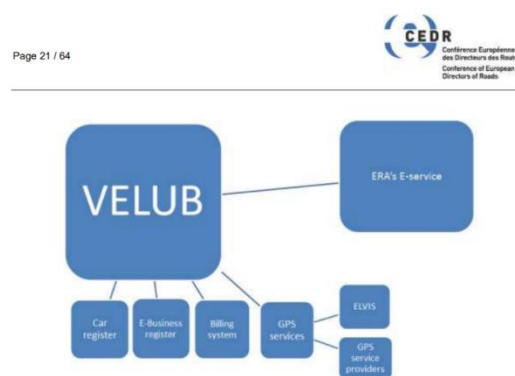 Page 21 / 64
CEDR
Conférence Européenne
des Directeurs des Rout
Conference of European
Directors of Roads
VELUB
ERA's E-service
Car
register
E-Business
register
Billing
system
GPS
services
ELVIS
GPS
service
providers